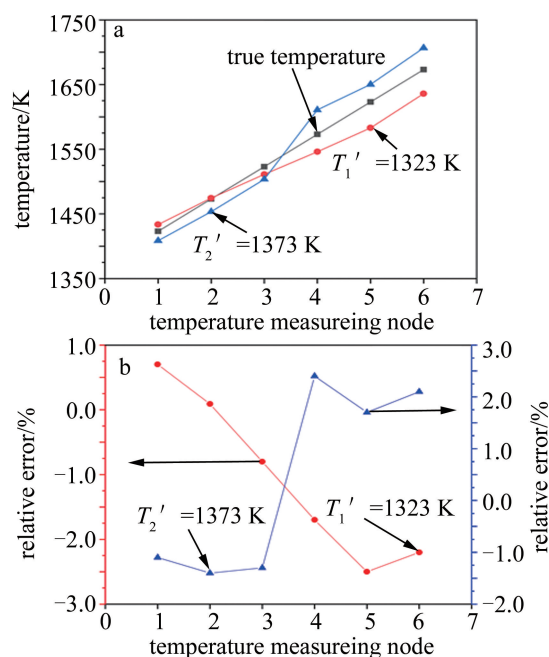 a
temperature/K
1750
1650
1550
1450
1350
true temperature
T₁′ =1323 K
T₂′ =1373 K
0 1 2 3 4 5 6 7
temperature measureing node
b
relative error/%
1.0
0.0
−1.0
−2.0
−3.0
T₂′ =1373 K
T₁′ =1323 K
3.0
2.0
1.0
0.0
−1.0
−2.0
relative error/%
0 1 2 3 4 5 6 7
temperature measureing node